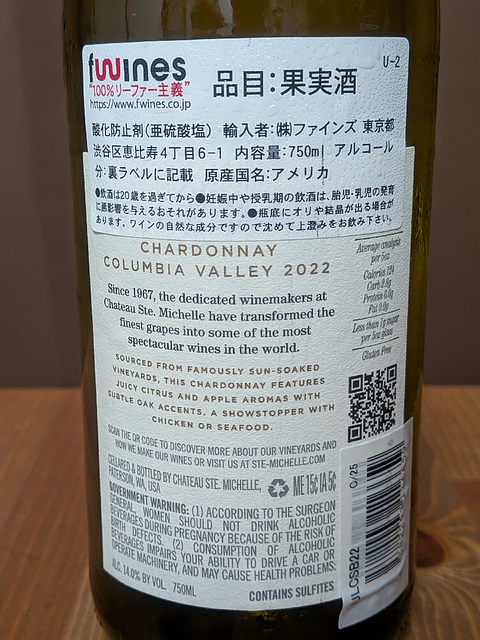 fwines
"100%リーファー主義"
https://www.fwines.co.jp
品目:果実酒
U-2
酸化防止剤(亜硫酸塩) 輸入者:㈱ファインズ 東京都
渋谷区恵比寿4丁目6-1 内容量:750ml アルコール
分:裏ラベルに記載 原産国名:アメリカ
●飲酒は20歳を過ぎてから●妊娠中や授乳期の飲酒は、胎児・乳児の発育
に悪影響を与えるおそれがあります。●瓶底にオリや結晶が出る場合が
あります。ワインの自然な成分ですので沈めて上澄みをお飲み下さい。
CHARDONNAY
COLUMBIA VALLEY 2022
Since 1967, the dedicated winemakers at
Chateau Ste. Michelle have transformed the
finest grapes into some of the most
spectacular wines in the world.
SOURCED FROM FAMOUSLY SUN-SOAKED
VINEYARDS, THIS CHARDONNAY FEATURES
JUICY CITRUS AND APPLE AROMAS WITH
SUBTLE OAK ACCENTS. A SHOWSTOPPER WITH
CHICKEN OR SEAFOOD.
SCAN THE QR CODE TO DISCOVER MORE ABOUT OUR VINEYARDS AND
HOW WE MAKE OUR WINES OR VISIT US AT STE-MICHELLE.COM
CELLARED & BOTTLED BY CHATEAU STE. MICHELLE,
PATERSON, WA, USA
ME 15¢ IA 5¢
GOVERNMENT WARNING: (1) ACCORDING TO THE SURGEON
GENERAL, WOMEN SHOULD NOT DRINK ALCOHOLIC
BEVERAGES DURING PREGNANCY BECAUSE OF THE RISK OF
BIRTH DEFECTS. (2) CONSUMPTION OF ALCOHOLIC
BEVERAGES IMPAIRS YOUR ABILITY TO DRIVE A CAR OR
OPERATE MACHINERY, AND MAY CAUSE HEALTH PROBLEMS.
ALC. 14.0% BY VOL 750ML
CONTAINS SULFITES
Average analysis
per 5oz
Calories 124
Protein 0.0g
Fat 0.0g
Less than 1g sugar
per 5oz glass
Gluten Free